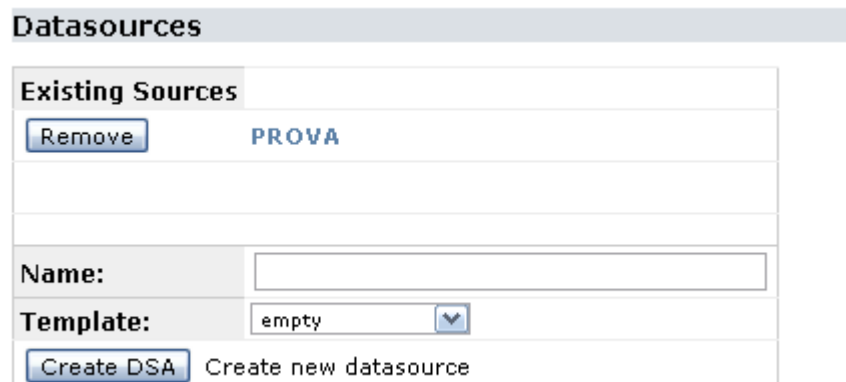 Datasources
Existing Sources
Remove PROVA
Name:
Template: empty
Create DSA Create new datasource